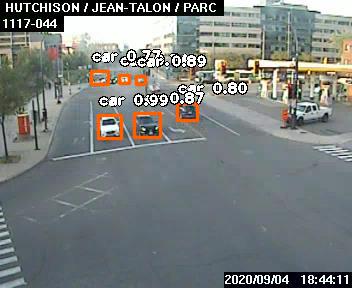 HUTCHISON / JEAN-TALON / PARC
1117-044
car 0.77
car 0.89
car 0.80
car 0.99
0.87
2020/09/04 18:44:11